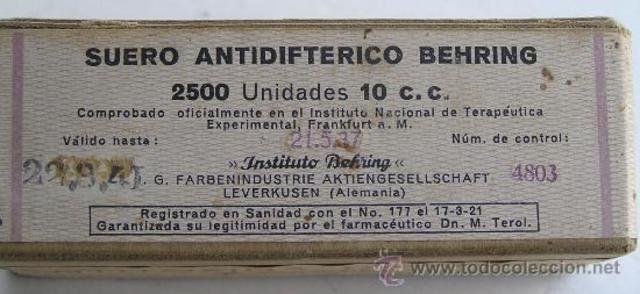 SUERO ANTIDIFTERICO BEHRING
2500 Unidades 10 c. c.
Comprobado oficialmente en el Instituto Nacional de Terapéutica
Experimental, Frankfurt a. M.
Válido hasta: 21.5.37 Núm. de control:
»Instituto Behring« 4803
I. G. FARBENINDUSTRIE AKTIENGESELLSCHAFT
LEVERKUSEN (Alemania)
Registrado en Sanidad con el No. 177 el 17-3-21
Garantizada su legitimidad por el farmacéutico Dn. M. Terol.
todocoleccion
www.todocoleccion.net